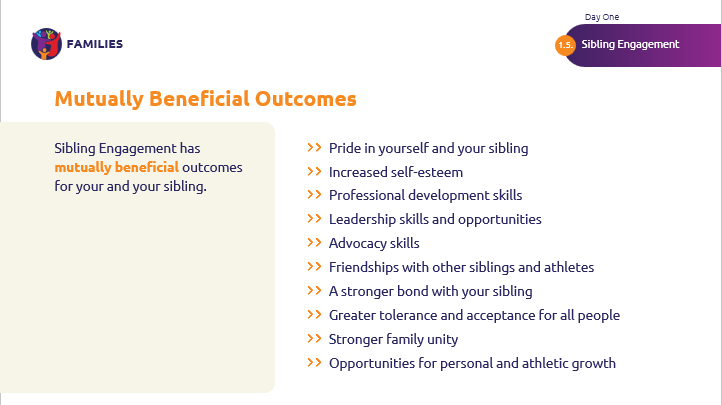 Day One
FAMILIES
1.5. Sibling Engagement
Mutually Beneficial Outcomes
Sibling Engagement has
mutually beneficial outcomes
for your and your sibling.
>> Pride in yourself and your sibling
>> Increased self-esteem
>> Professional development skills
>> Leadership skills and opportunities
>> Advocacy skills
>> Friendships with other siblings and athletes
>> A stronger bond with your sibling
>> Greater tolerance and acceptance for all people
>> Stronger family unity
>> Opportunities for personal and athletic growth